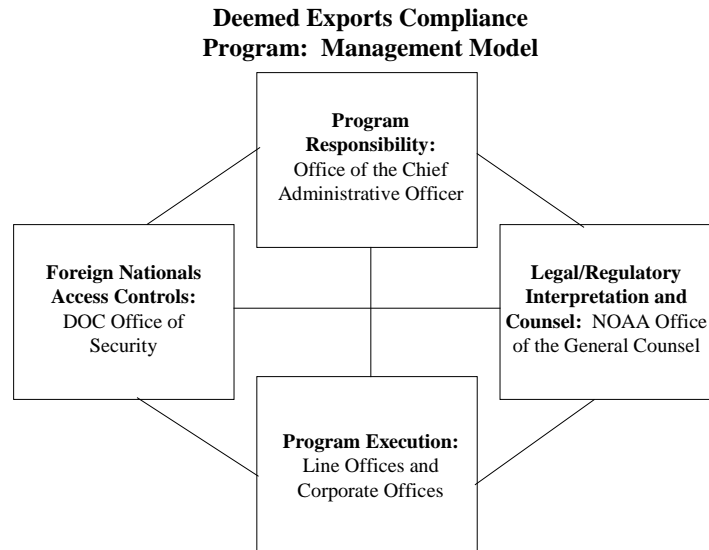 Deemed Exports Compliance
Program: Management Model
Program
Responsibility:
Office of the Chief
Administrative Officer
Foreign Nationals
Access Controls:
DOC Office of
Security
Legal/Regulatory
Interpretation and
Counsel: NOAA Office
of the General Counsel
Program Execution:
Line Offices and
Corporate Offices